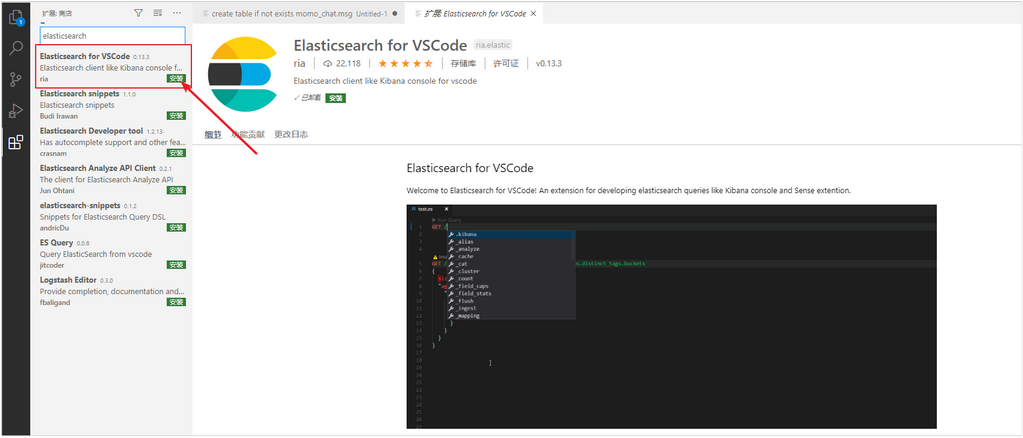 扩展: 商店
1
elasticsearch
Elasticsearch for VSCode 0.13.3
Elasticsearch client like Kibana console f...
ria
安装
Elasticsearch snippets 1.1.0
Elasticsearch snippets
Budi Irawan
安装
Elasticsearch Developer tool 1.2.13
Has autocomplete support and other fea...
crasnam
安装
Elasticsearch Analyze API Client 0.2.1
The client for Elasticsearch Analyze API
Jun Ohtani
安装
elasticsearch-snippets 0.1.2
Snippets for Elasticsearch Query DSL
andricDu
安装
ES Query 0.0.6
Query ElasticSearch from vscode
jitcoder
安装
Logstash Editor 0.3.0
Provide completion, documentation and...
fbaligand
安装
create table if not exists momo_chat.msg Untitled-1
扩展: Elasticsearch for VSCode
Elasticsearch for VSCode ria.elastic
ria
22,118
存储库
许可证
v0.13.3
Elasticsearch client like Kibana console for vscode
已卸载
安装
细节
功能贡献
更改日志
Elasticsearch for VSCode
Welcome to Elasticsearch for VSCode! An extension for developing elasticsearch queries like Kibana console and Sense extention.
test.es
Run Query
GET /
.kibana
_alias
_analyze
_cache
_cat
_cluster
_count
_field_caps
_field_stats
_flush
_ingest
_mapping
GET /
s.distinct_tags.buckets
{
}
}
}
}